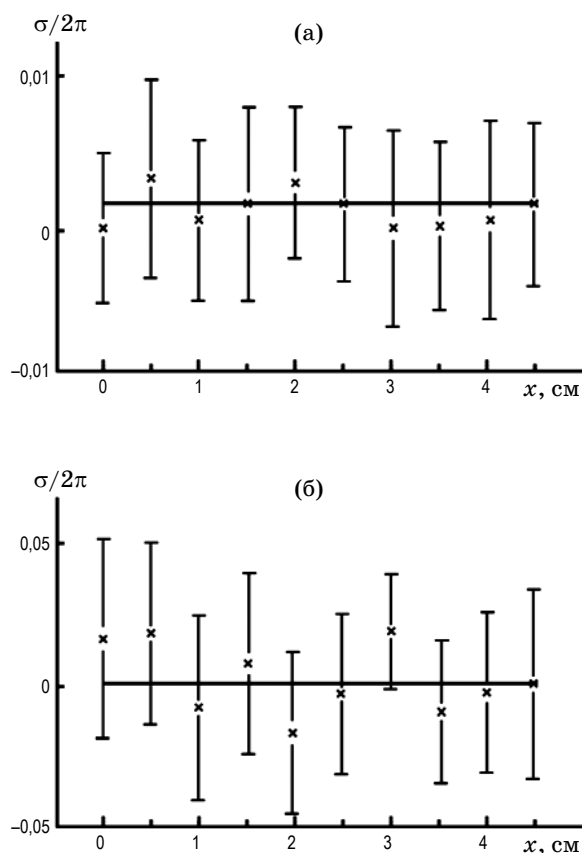 σ/2π
(а)
0,01
0
–0,01
0 1 2 3 4 x, см
σ/2π
(б)
0,05
0
–0,05
0 1 2 3 4 x, см